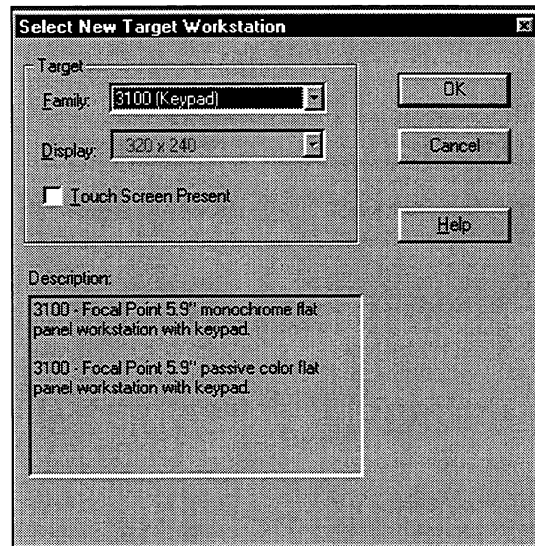 Select New Target Workstation
Target
Family: 3100 (Keypad)
OK
Display: 320 x 240
Cancel
Touch Screen Present
Help
Description:
3100 - Focal Point 5.9" monochrome flat
panel workstation with keypad.
3100 - Focal Point 5.9" passive color flat
panel workstation with keypad.